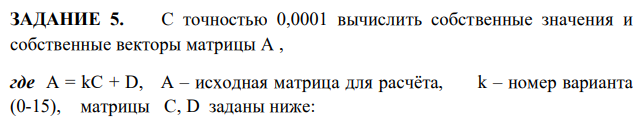 ЗАДАНИЕ 5. С точностью 0,0001 вычислить собственные значения и
собственные векторы матрицы А ,
где А = kC + D, А – исходная матрица для расчёта, k – номер варианта
(0-15), матрицы C, D заданы ниже: